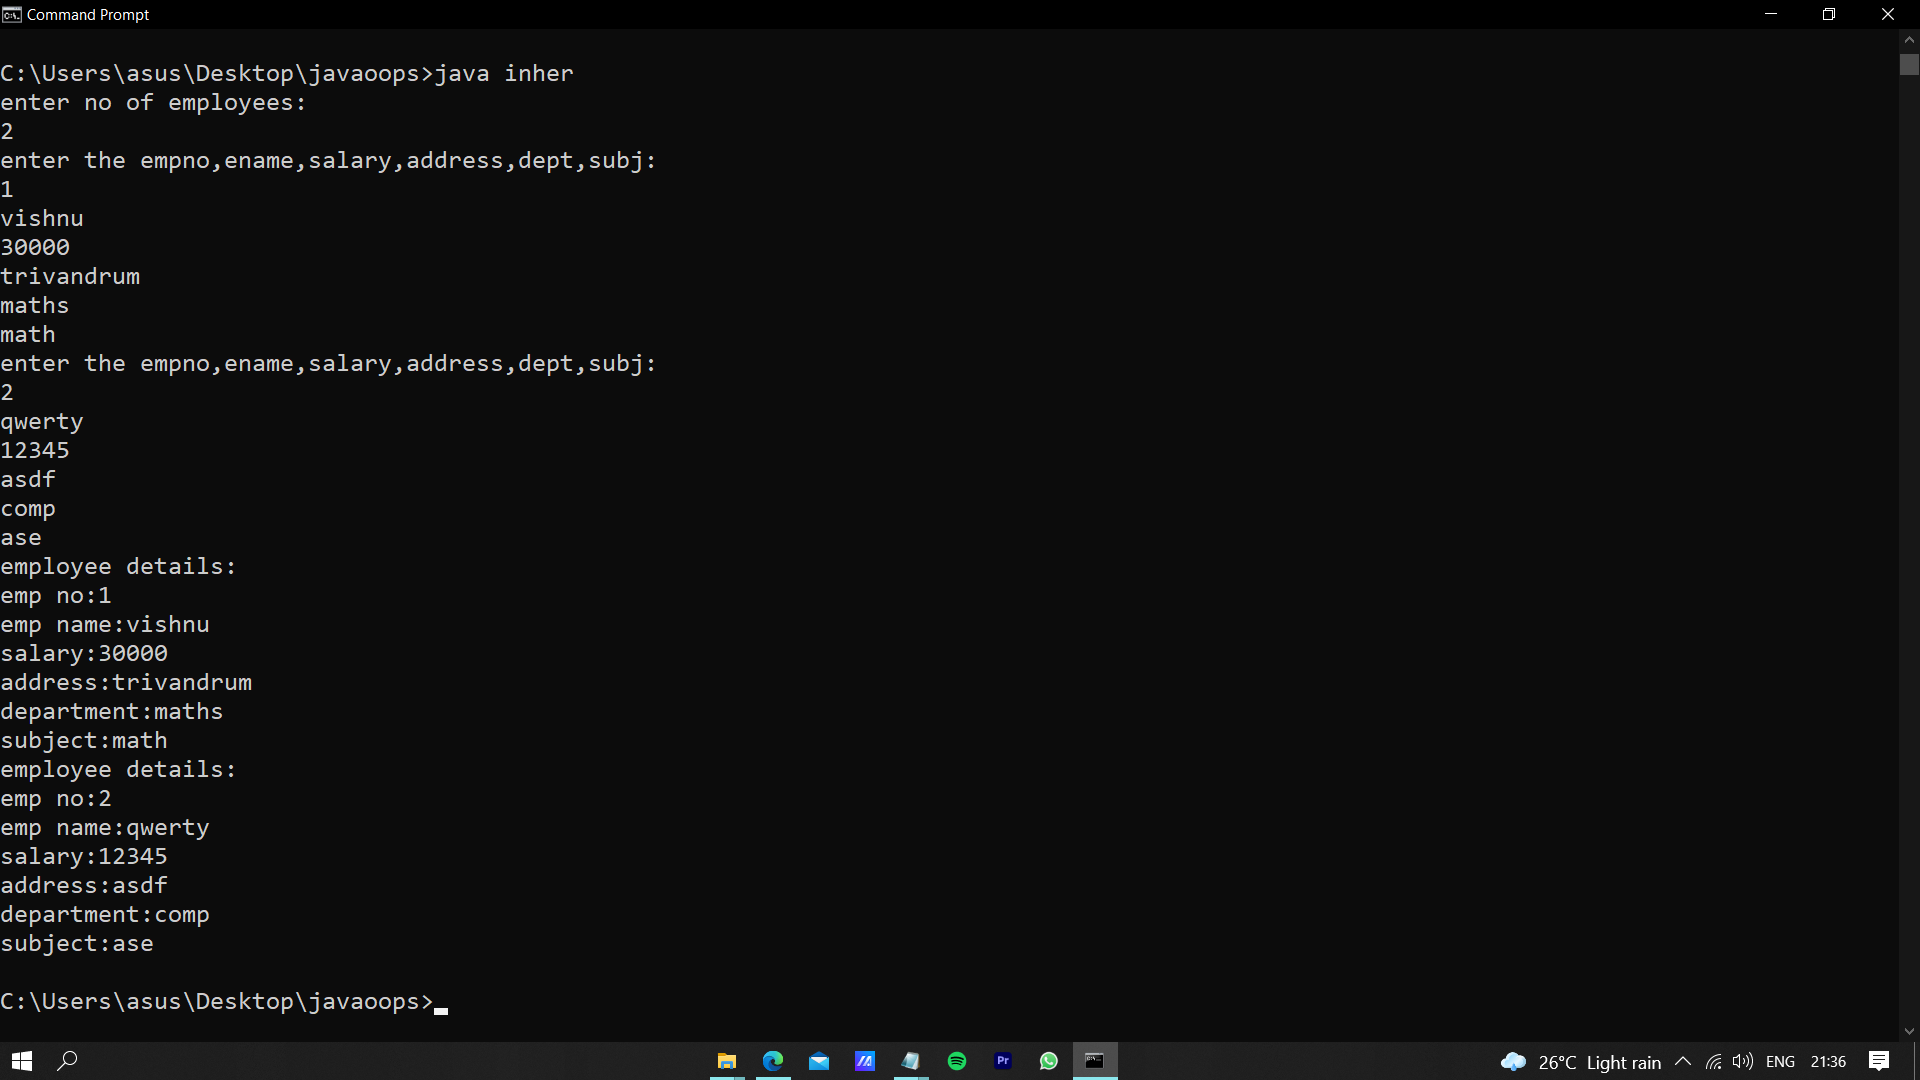 Command Prompt
C:\Users\asus\Desktop\javaoops>java inher
enter no of employees:
2
enter the empno,ename,salary,address,dept,subj:
1
vishnu
30000
trivandrum
maths
math
enter the empno,ename,salary,address,dept,subj:
2
qwerty
12345
asdf
comp
ase
employee details:
emp no:1
emp name:vishnu
salary:30000
address:trivandrum
department:maths
subject:math
employee details:
emp no:2
emp name:qwerty
salary:12345
address:asdf
department:comp
subject:ase
C:\Users\asus\Desktop\javaoops>
Pr
26°C Light rain
ENG
21:36